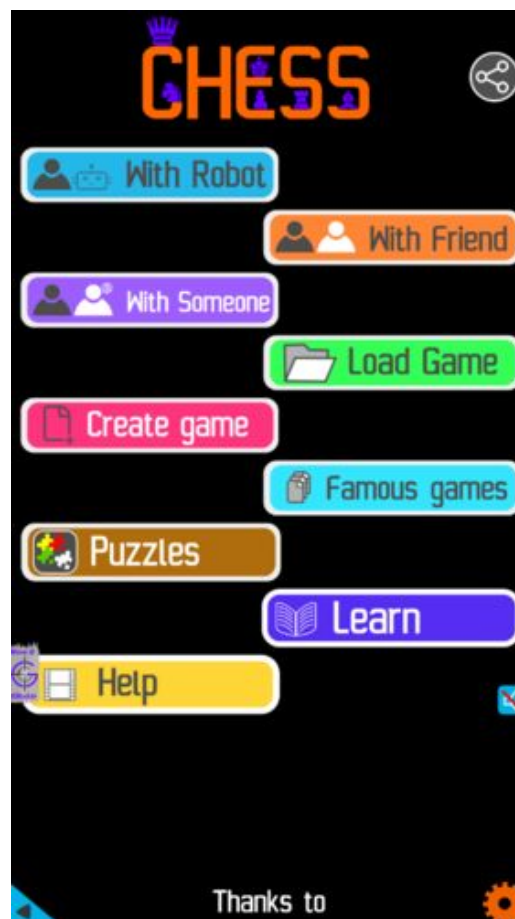 CHESS
With Robot
With Friend
With Someone
Load Game
Create game
Famous games
Puzzles
Learn
Help
Thanks to